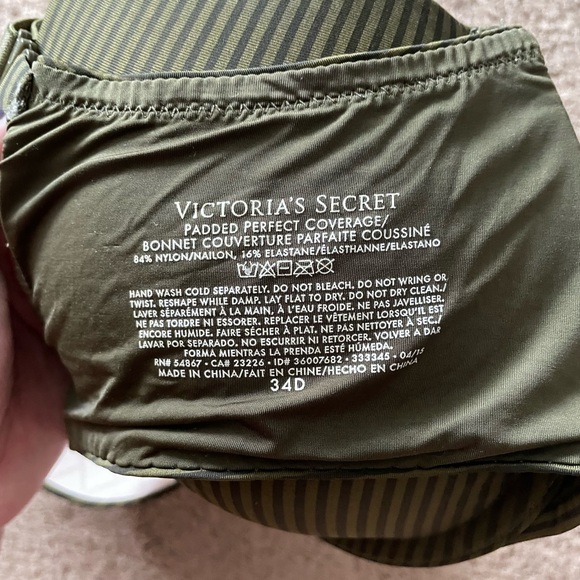 VICTORIA'S SECRET
PADDED PERFECT COVERAGE/
BONNET COUVERTURE PARFAITE COUSSINÉ
84% NYLON/NAILON, 16% ELASTANE/ÉLASTHANNE/ELASTANO
HAND WASH COLD SEPARATELY. DO NOT BLEACH. DO NOT WRING OR
TWIST. RESHAPE WHILE DAMP. LAY FLAT TO DRY. DO NOT DRY CLEAN./
LAVER SÉPARÉMENT À LA MAIN, À L'EAU FROIDE. NE PAS JAVELLISER.
NE PAS TORDRE NI ESSORER. REPLACER LE VÊTEMENT LORSQU'IL EST
ENCORE HUMIDE. FAIRE SÉCHER À PLAT. NE PAS NETTOYER À SEC./
LAVAR POR SEPARADO. NO ESCURRIR NI RETORCER. VOLVER A DAR
FORMA MIENTRAS LA PRENDA ESTÉ HÚMEDA.
RN# 54867 • CA# 23226 • ID# 36007682 • 333345 • 04/15
MADE IN CHINA/FAIT EN CHINE/HECHO EN CHINA
34D